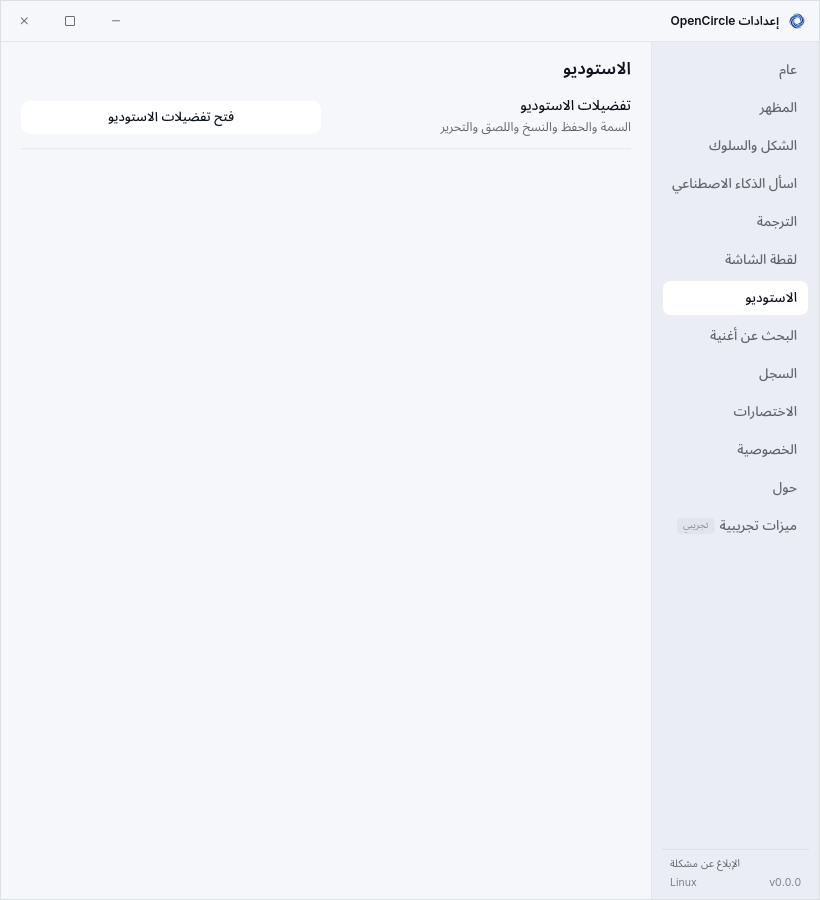 إعدادات OpenCircle
عام
المظهر
الشكل والسلوك
اسأل الذكاء الاصطناعي
الترجمة
لقطة الشاشة
الاستوديو
البحث عن أغنية
السجل
الاختصارات
الخصوصية
حول
ميزات تجريبية تجريبي
الإبلاغ عن مشكلة
v0.0.0 Linux
الاستوديو
تفضيلات الاستوديو
السمة والحفظ والنسخ واللصق والتحرير
فتح تفضيلات الاستوديو